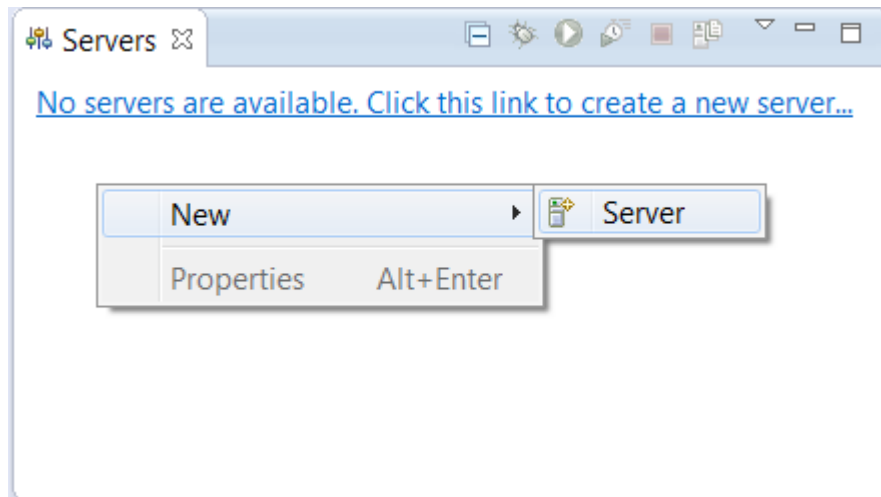 Servers
No servers are available. Click this link to create a new server...
New
Server
Properties Alt+Enter